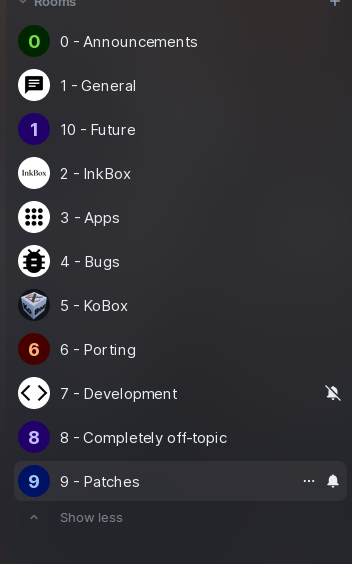 Rooms
0 0 - Announcements
1 - General
1 10 - Future
InkBox 2 - InkBox
3 - Apps
4 - Bugs
5 - KoBox
6 6 - Porting
7 - Development
8 8 - Completely off-topic
9 9 - Patches
Show less